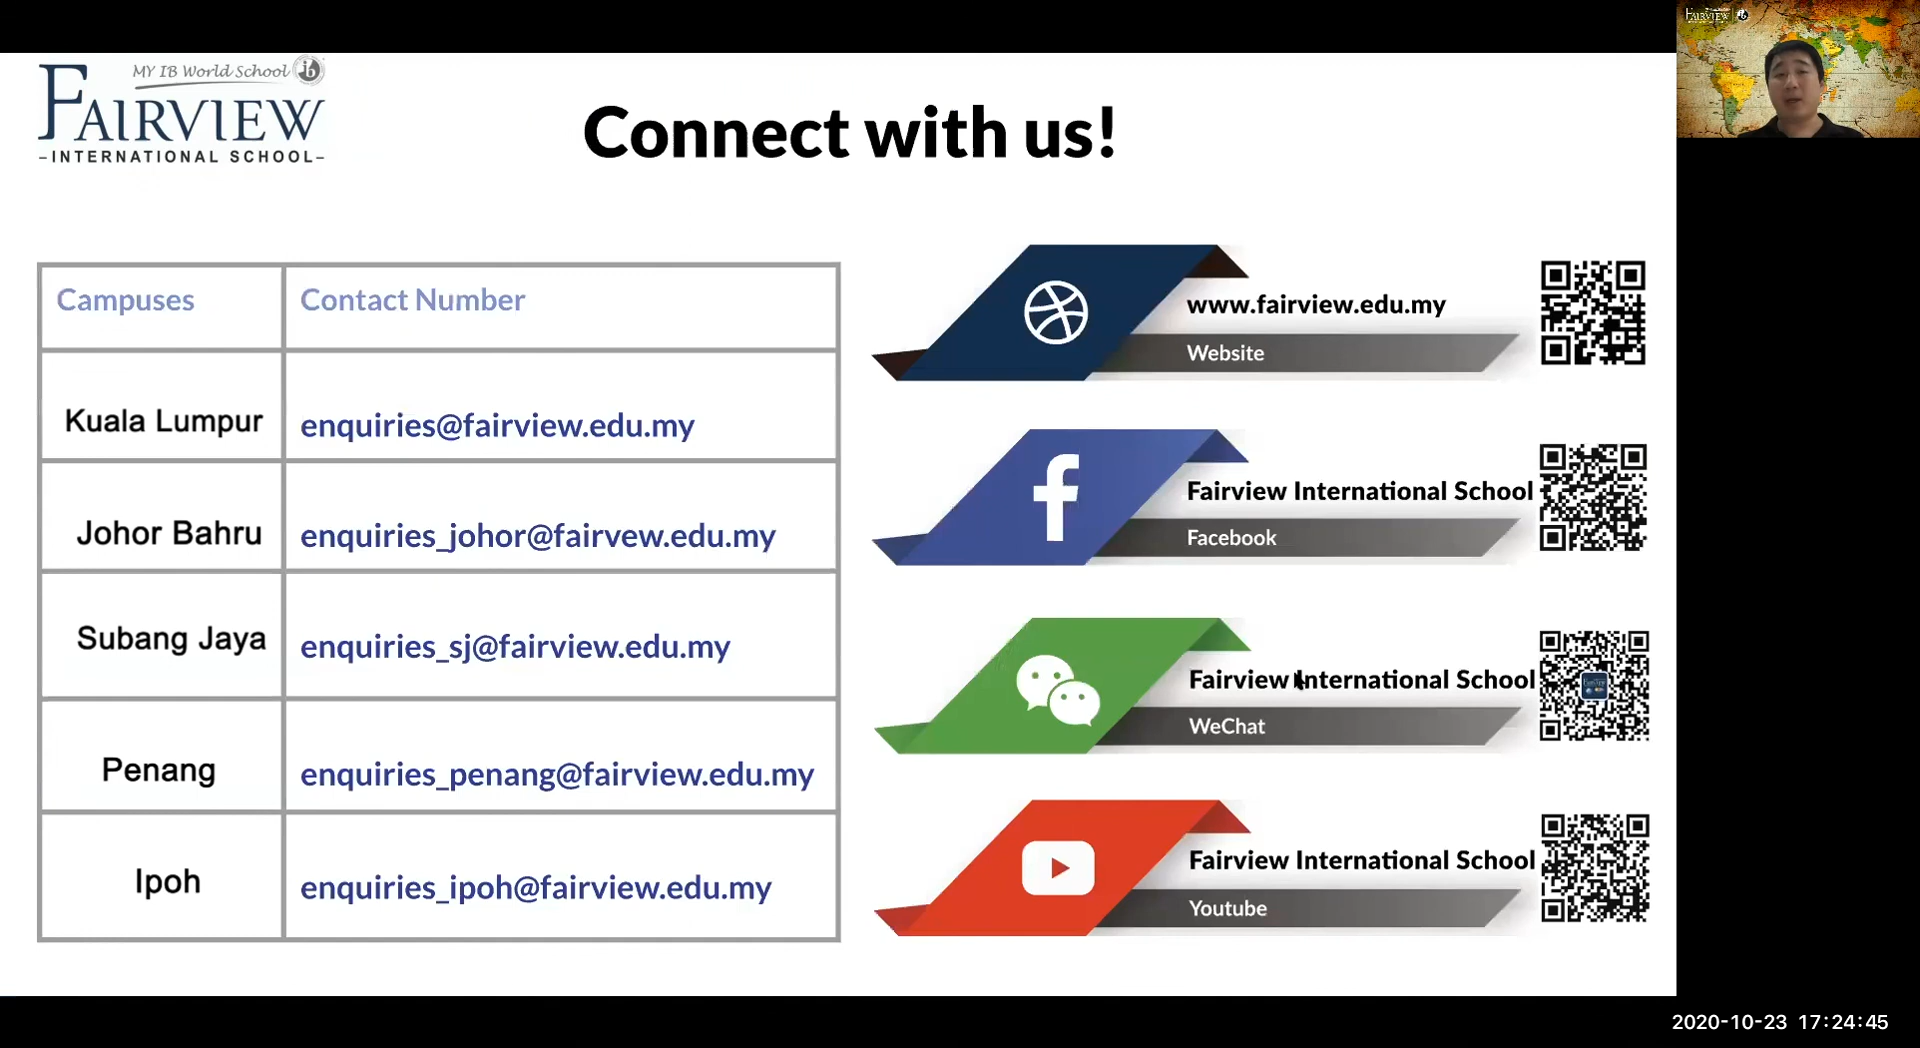 MY IB World School
FAIRVIEW
-INTERNATIONAL SCHOOL-
Connect with us!
Campuses Contact Number
Kuala Lumpur enquiries@fairview.edu.my
Johor Bahru enquiries_johor@fairvew.edu.my
Subang Jaya enquiries_sj@fairview.edu.my
Penang enquiries_penang@fairview.edu.my
Ipoh enquiries_ipoh@fairview.edu.my
www.fairview.edu.my
Website
Fairview International School
Facebook
Fairview International School
WeChat
Fairview International School
Youtube
FAIRVIEW
2020-10-23 17:24:45